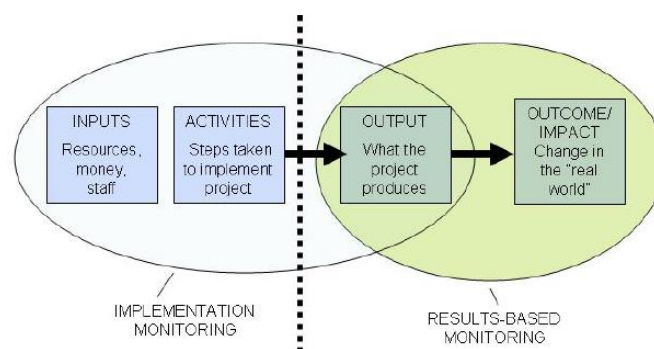 INPUTS
Resources,
money,
staff
ACTIVITIES
Steps taken
to implement
project
OUTPUT
What the
project
produces
OUTCOME/
IMPACT
Change in
the "real
world"
IMPLEMENTATION
MONITORING
RESULTS-BASED
MONITORING